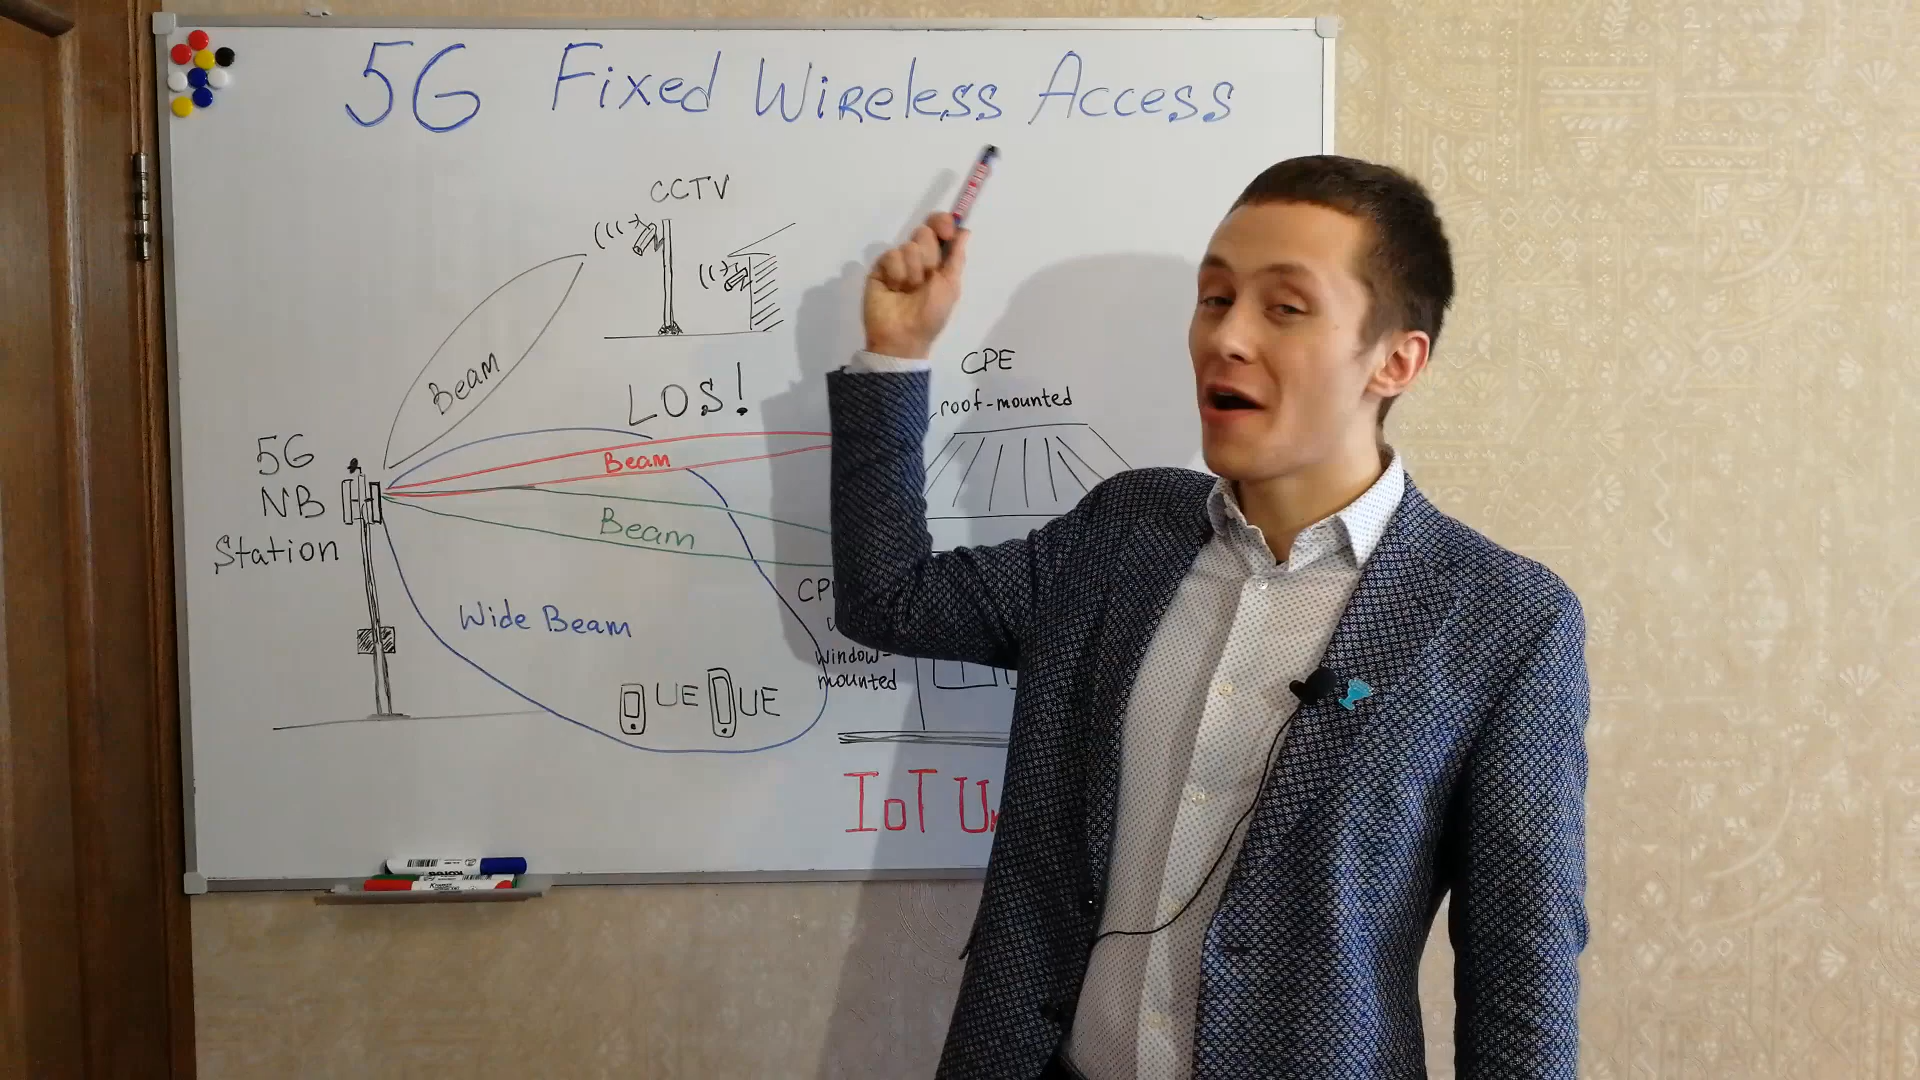 5G Fixed Wireless Access
CCTV
Beam
LOS!
CPE
roof-mounted
5G
NB
Station
Beam
Beam
Wide Beam
window-
mounted
UE UE
IoT